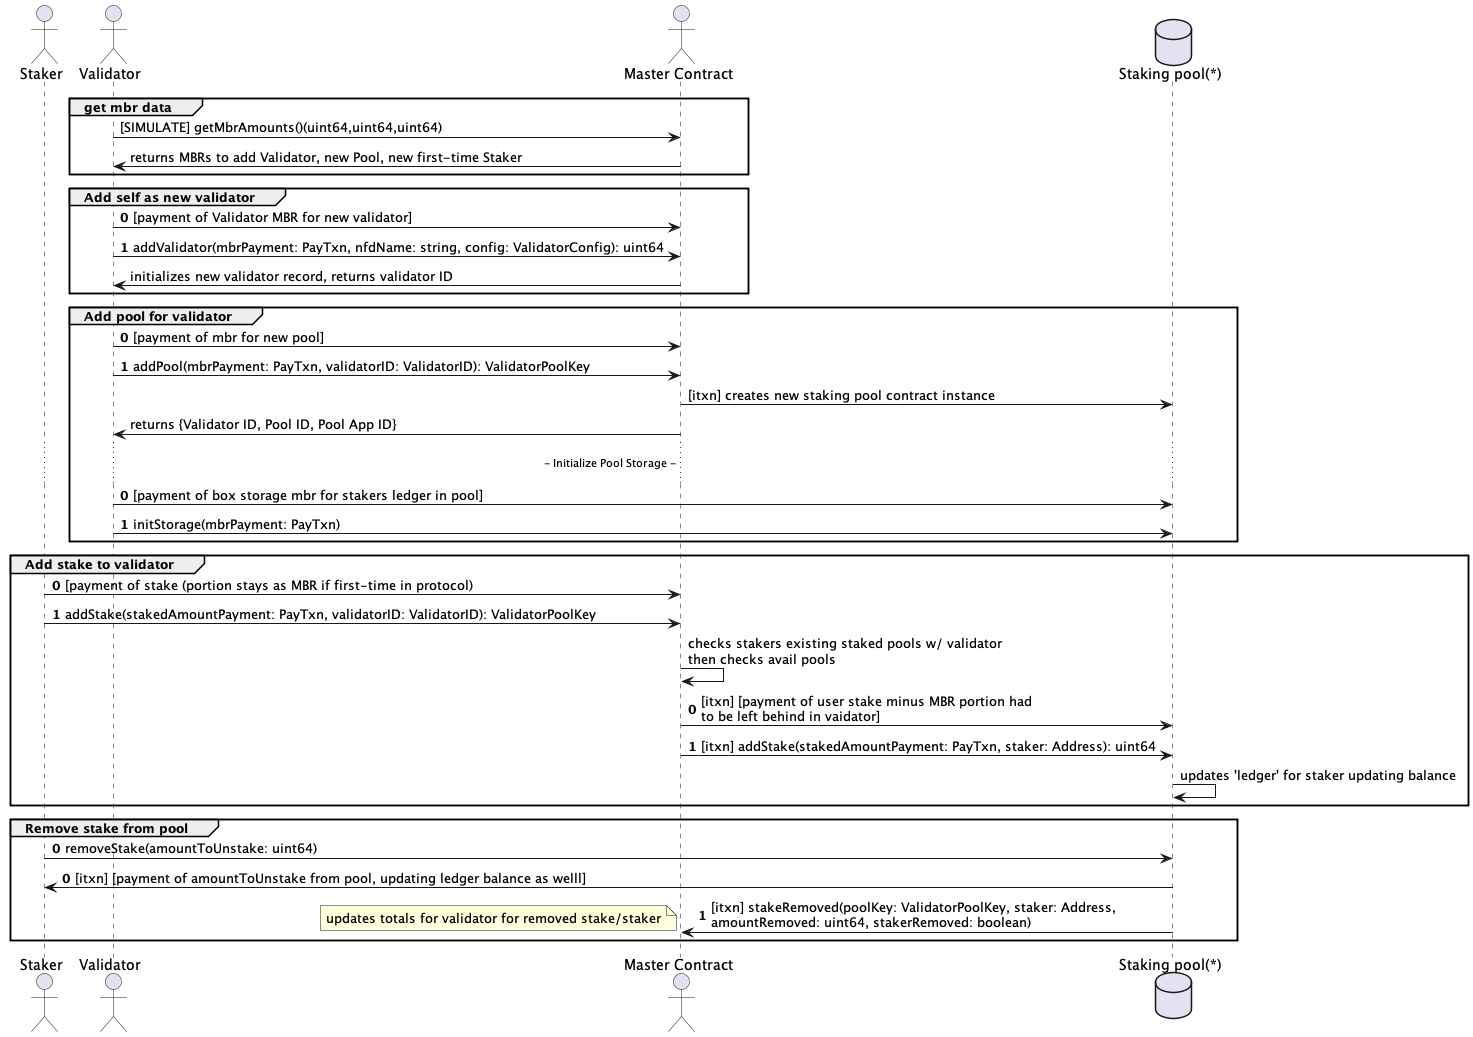 Staker
Validator
Master Contract
Staking pool(*)
get mbr data
[SIMULATE] getMbrAmounts()(uint64,uint64,uint64)
returns MBRs to add Validator, new Pool, new first-time Staker
Add self as new validator
0 [payment of Validator MBR for new validator]
1 addValidator(mbrPayment: PayTxn, nfdName: string, config: ValidatorConfig): uint64
initializes new validator record, returns validator ID
Add pool for validator
0 [payment of mbr for new pool]
1 addPool(mbrPayment: PayTxn, validatorID: ValidatorID): ValidatorPoolKey
[itxn] creates new staking pool contract instance
returns {Validator ID, Pool ID, Pool App ID}
- Initialize Pool Storage -
0 [payment of box storage mbr for stakers ledger in pool]
1 initStorage(mbrPayment: PayTxn)
Add stake to validator
0 [payment of stake (portion stays as MBR if first-time in protocol)
1 addStake(stakedAmountPayment: PayTxn, validatorID: ValidatorID): ValidatorPoolKey
checks stakers existing staked pools w/ validator
then checks avail pools
0 [itxn] [payment of user stake minus MBR portion had
to be left behind in vaidator]
1 [itxn] addStake(stakedAmountPayment: PayTxn, staker: Address): uint64
updates 'ledger' for staker updating balance
Remove stake from pool
0 removeStake(amountToUnstake: uint64)
0 [itxn] [payment of amountToUnstake from pool, updating ledger balance as welll]
updates totals for validator for removed stake/staker
1 [itxn] stakeRemoved(poolKey: ValidatorPoolKey, staker: Address,
amountRemoved: uint64, stakerRemoved: boolean)
Staker
Validator
Master Contract
Staking pool(*)